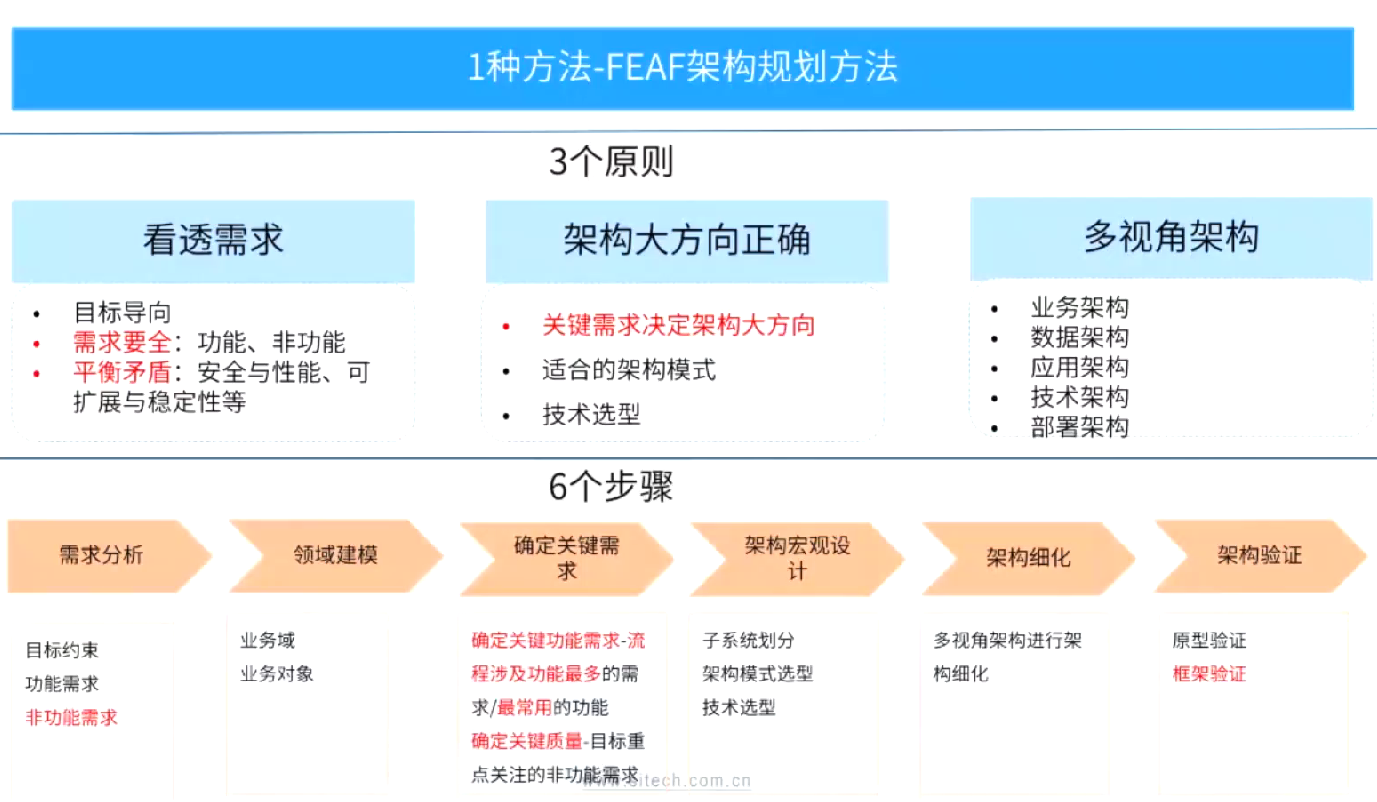 1种方法-FEAF架构规划方法
3个原则
看透需求
目标导向
需求要全：功能、非功能
平衡矛盾：安全与性能、可
扩展与稳定性等
架构大方向正确
关键需求决定架构大方向
适合的架构模式
技术选型
多视角架构
业务架构
数据架构
应用架构
技术架构
部署架构
6个步骤
需求分析
目标约束
功能需求
非功能需求
领域建模
业务域
业务对象
确定关键需
求
确定关键功能需求-流
程涉及功能最多的需
求/最常用的功能
确定关键质量-目标重
点关注的非功能需求
架构宏观设
计
子系统划分
架构模式选型
技术选型
架构细化
多视角架构进行架
构细化
架构验证
原型验证
框架验证
www.sitech.com.cn